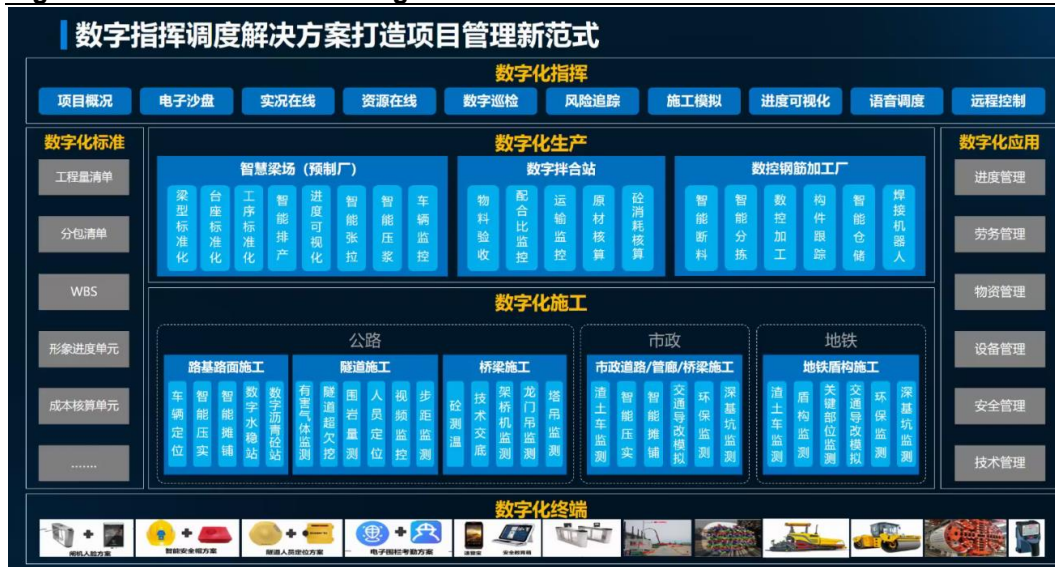 数字指挥调度解决方案打造项目管理新范式
数字化指挥
项目概况 电子沙盘 实况在线 资源在线 数字巡检 风险追踪 施工模拟 进度可视化 语音调度 远程控制
数字化标准
工程量清单
分包清单
WBS
形象进度单元
成本核算单元
.......
数字化生产
智慧梁场（预制厂）
梁型标准化
台座标准化
工序标准化
智能排产
进度可视化
智能张拉
智能压浆
车辆监控
数字拌合站
物料验收
配合比监控
运输监控
原材核算
砼消耗核算
数控钢筋加工厂
智能断料
智能分拣
数控加工
构件跟踪
智能仓储
焊接机器人
数字化应用
进度管理
劳务管理
物资管理
设备管理
安全管理
技术管理
数字化施工
公路
路基路面施工
车辆定位
智能压实
智能摊铺
数字水稳站
数字沥青砼站
隧道施工
有害气体监测
隧道超欠挖
围岩量测
人员定位
视频监控
步距监测
桥梁施工
砼测温
技术交底
架桥机监测
龙门吊监测
塔吊监测
市政
市政道路/管廊/桥梁施工
渣土车监测
智能压实
智能摊铺
交通导改模拟
环保监测
深基坑监测
地铁
地铁盾构施工
渣土车监测
盾构监测
关键部位监测
交通导改模拟
环保监测
深基坑监测
数字化终端
闸机人脸方案
智能安全帽方案
隧道人员定位方案
电子围栏考勤方案